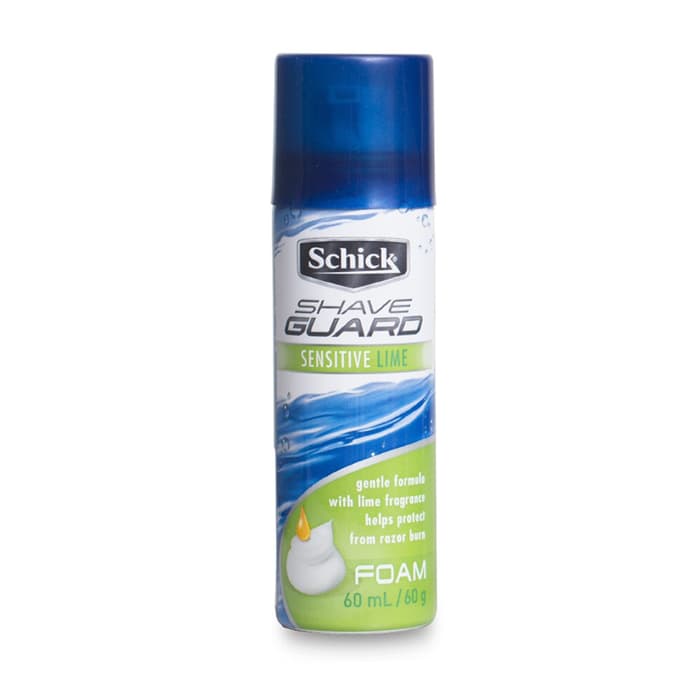 Schick
SHAVE
GUARD
SENSITIVE LIME
gentle formula
with lime fragrance
helps protect
from razor burn
FOAM
60 mL/60 g